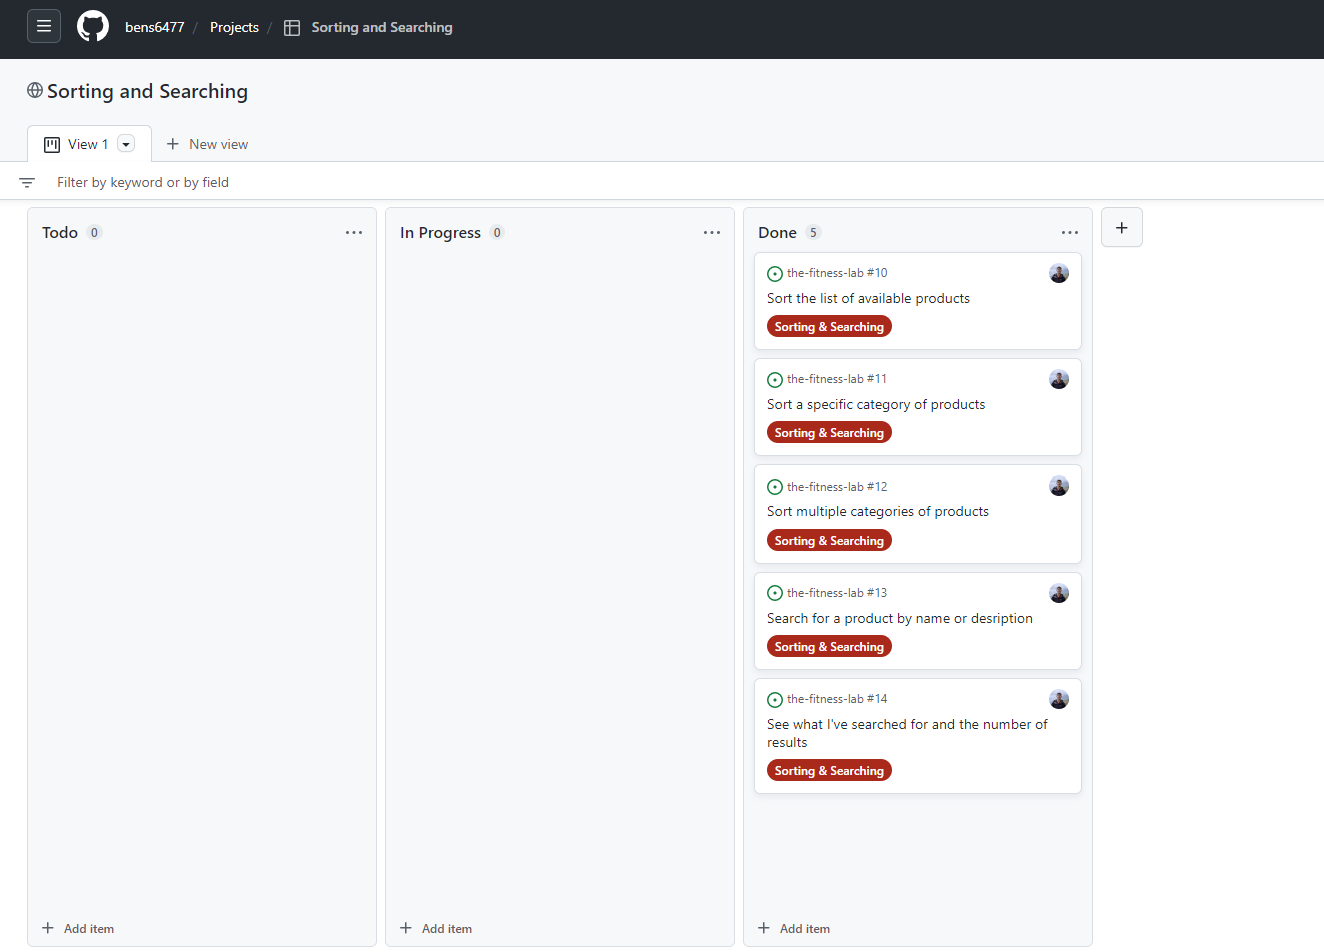 bens6477 / Projects / Sorting and Searching
Sorting and Searching
View 1
New view
Filter by keyword or by field
Todo 0
In Progress 0
Done 5
the-fitness-lab #10
Sort the list of available products
Sorting & Searching
the-fitness-lab #11
Sort a specific category of products
Sorting & Searching
the-fitness-lab #12
Sort multiple categories of products
Sorting & Searching
the-fitness-lab #13
Search for a product by name or desription
Sorting & Searching
the-fitness-lab #14
See what I've searched for and the number of
results
Sorting & Searching
Add item
Add item
Add item